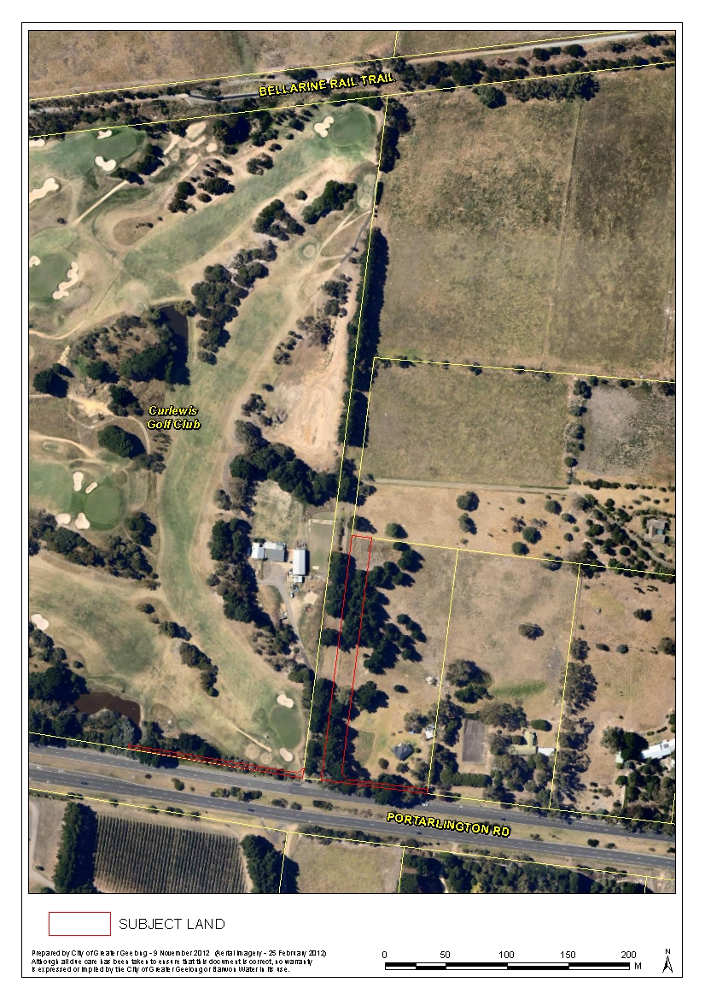 BELLARINE RAIL TRAIL
Curlewis
Golf Club
PORTARLINGTON RD
SUBJECT LAND
Prepared by City of Greater Geelong - 9 November 2012 (Aerial Imagery - 25 February 2012)
Although all due care has been taken to ensure that this document is correct, no warranty
is expressed or implied by the City of Greater Geelong or Barwon Water in its use.
0 50 100 150 200
M
N